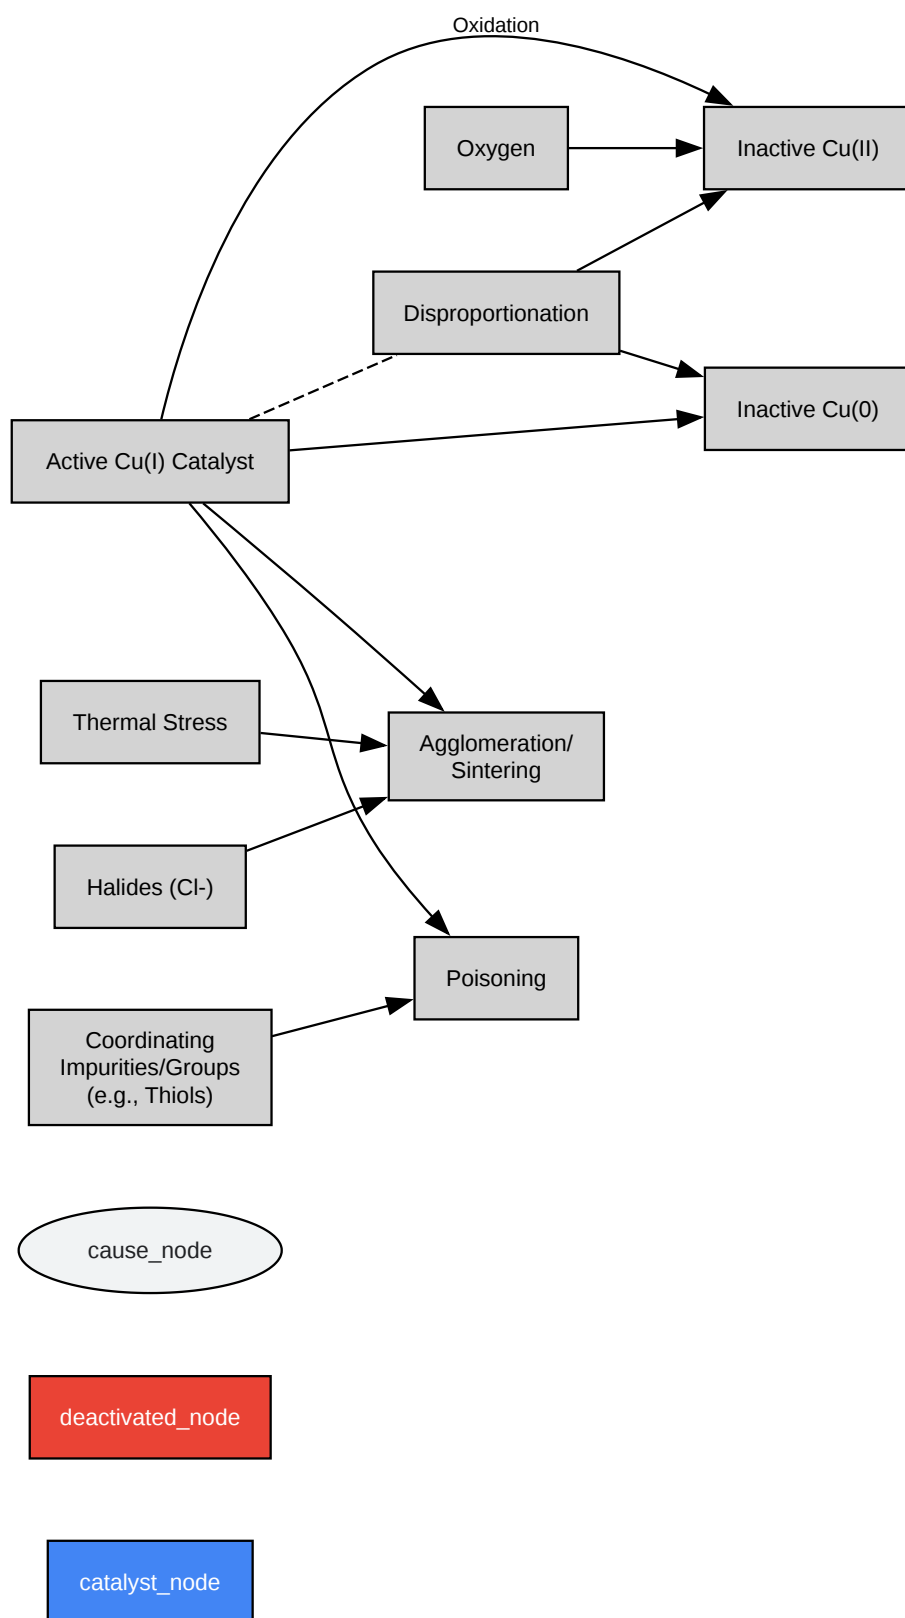 Oxidation
Oxygen
Inactive Cu(II)
Disproportionation
Inactive Cu(0)
Active Cu(I) Catalyst
Thermal Stress
Agglomeration/
Sintering
Halides (Cl-)
Poisoning
Coordinating
Impurities/Groups
(e.g., Thiols)
cause_node
deactivated_node
catalyst_node